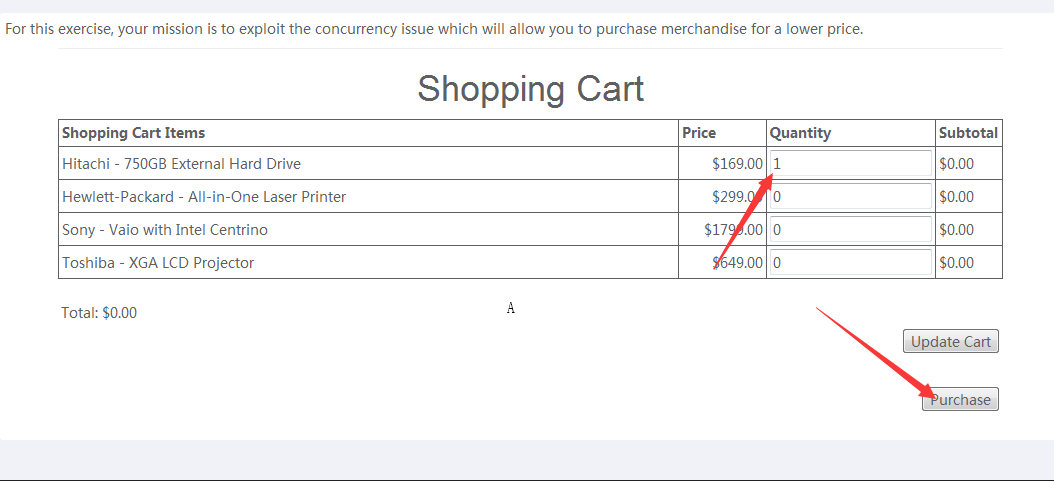 For this exercise, your mission is to exploit the concurrency issue which will allow you to purchase merchandise for a lower price.
Shopping Cart
Shopping Cart Items Price Quantity Subtotal
Hitachi - 750GB External Hard Drive $169.00 1 $0.00
Hewlett-Packard - All-in-One Laser Printer $299.00 0 $0.00
Sony - Vaio with Intel Centrino $1799.00 0 $0.00
Toshiba - XGA LCD Projector $649.00 0 $0.00
Total: $0.00 A
Update Cart
Purchase